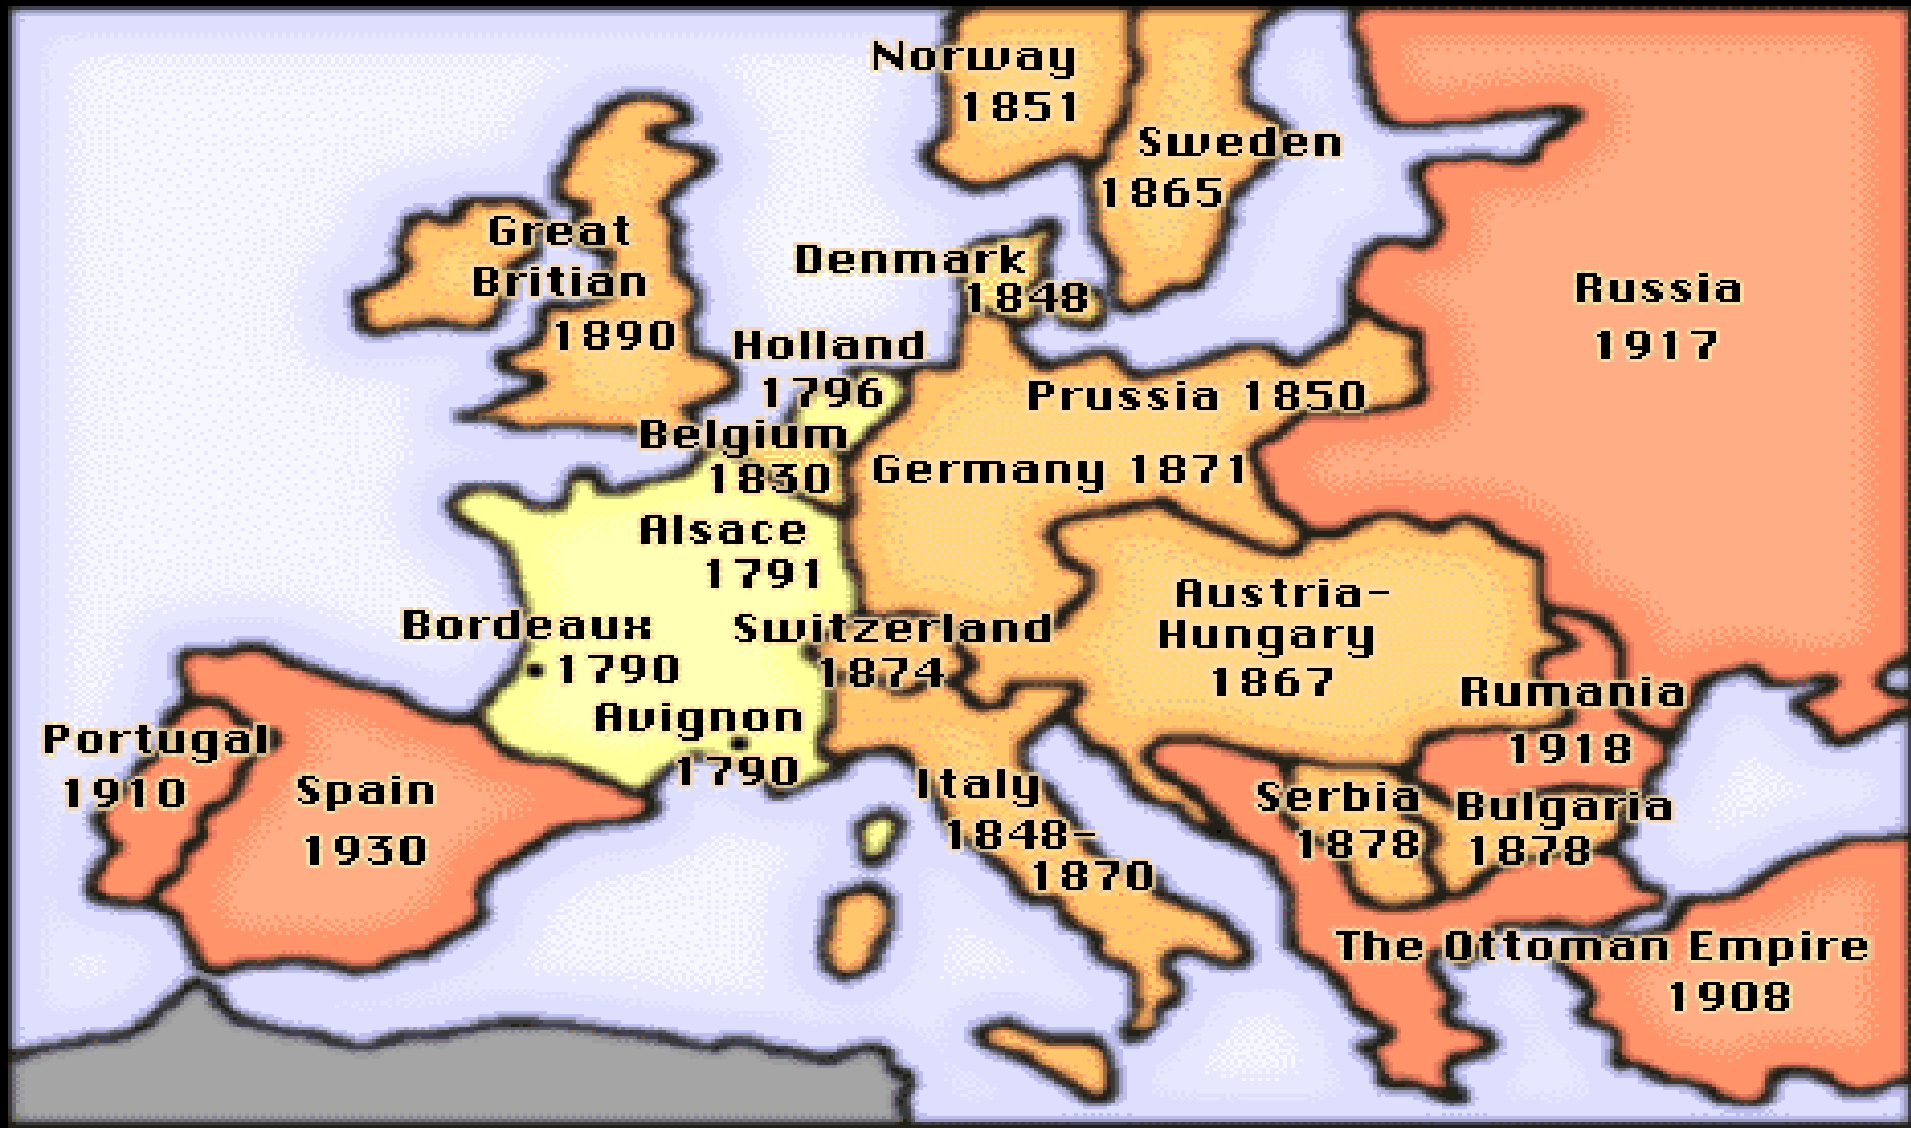 Norway
1851
Sweden
1865
Great
Britian
1890
Denmark
1848
Russia
1917
Holland
1796
Prussia 1850
Belgium
1830
Germany 1871
Alsace
1791
Austria-
Hungary
1867
Bordeaux
1790
Switzerland
1874
Rumania
1918
Avignon
1790
Portugal
1910
Spain
1930
Italy
1848-
1870
Serbia
1878
Bulgaria
1878
The Ottoman Empire
1908